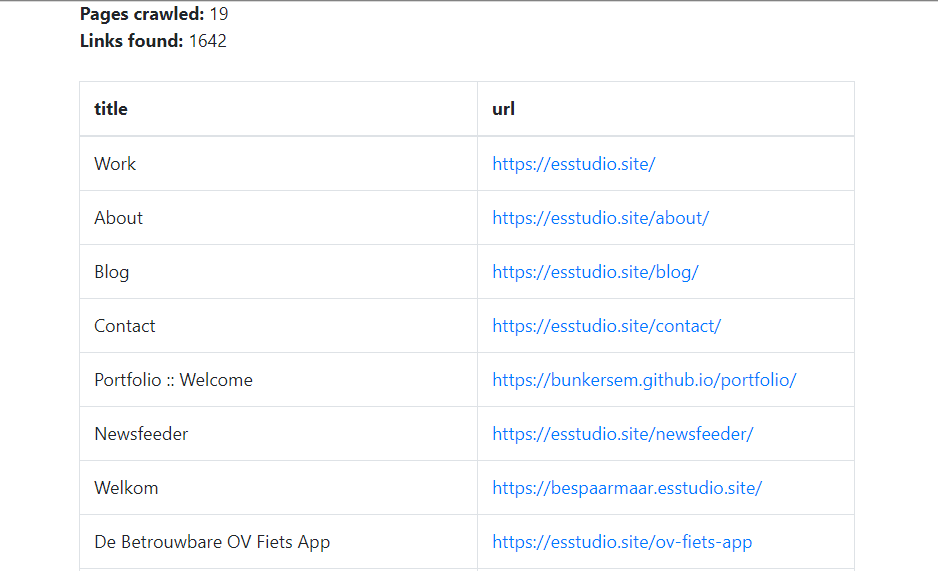 Pages crawled: 19
Links found: 1642
title url
Work https://esstudio.site/
About https://esstudio.site/about/
Blog https://esstudio.site/blog/
Contact https://esstudio.site/contact/
Portfolio :: Welcome https://bunkersem.github.io/portfolio/
Newsfeeder https://esstudio.site/newsfeeder/
Welkom https://bespaarmaar.esstudio.site/
De Betrouwbare OV Fiets App https://esstudio.site/ov-fiets-app